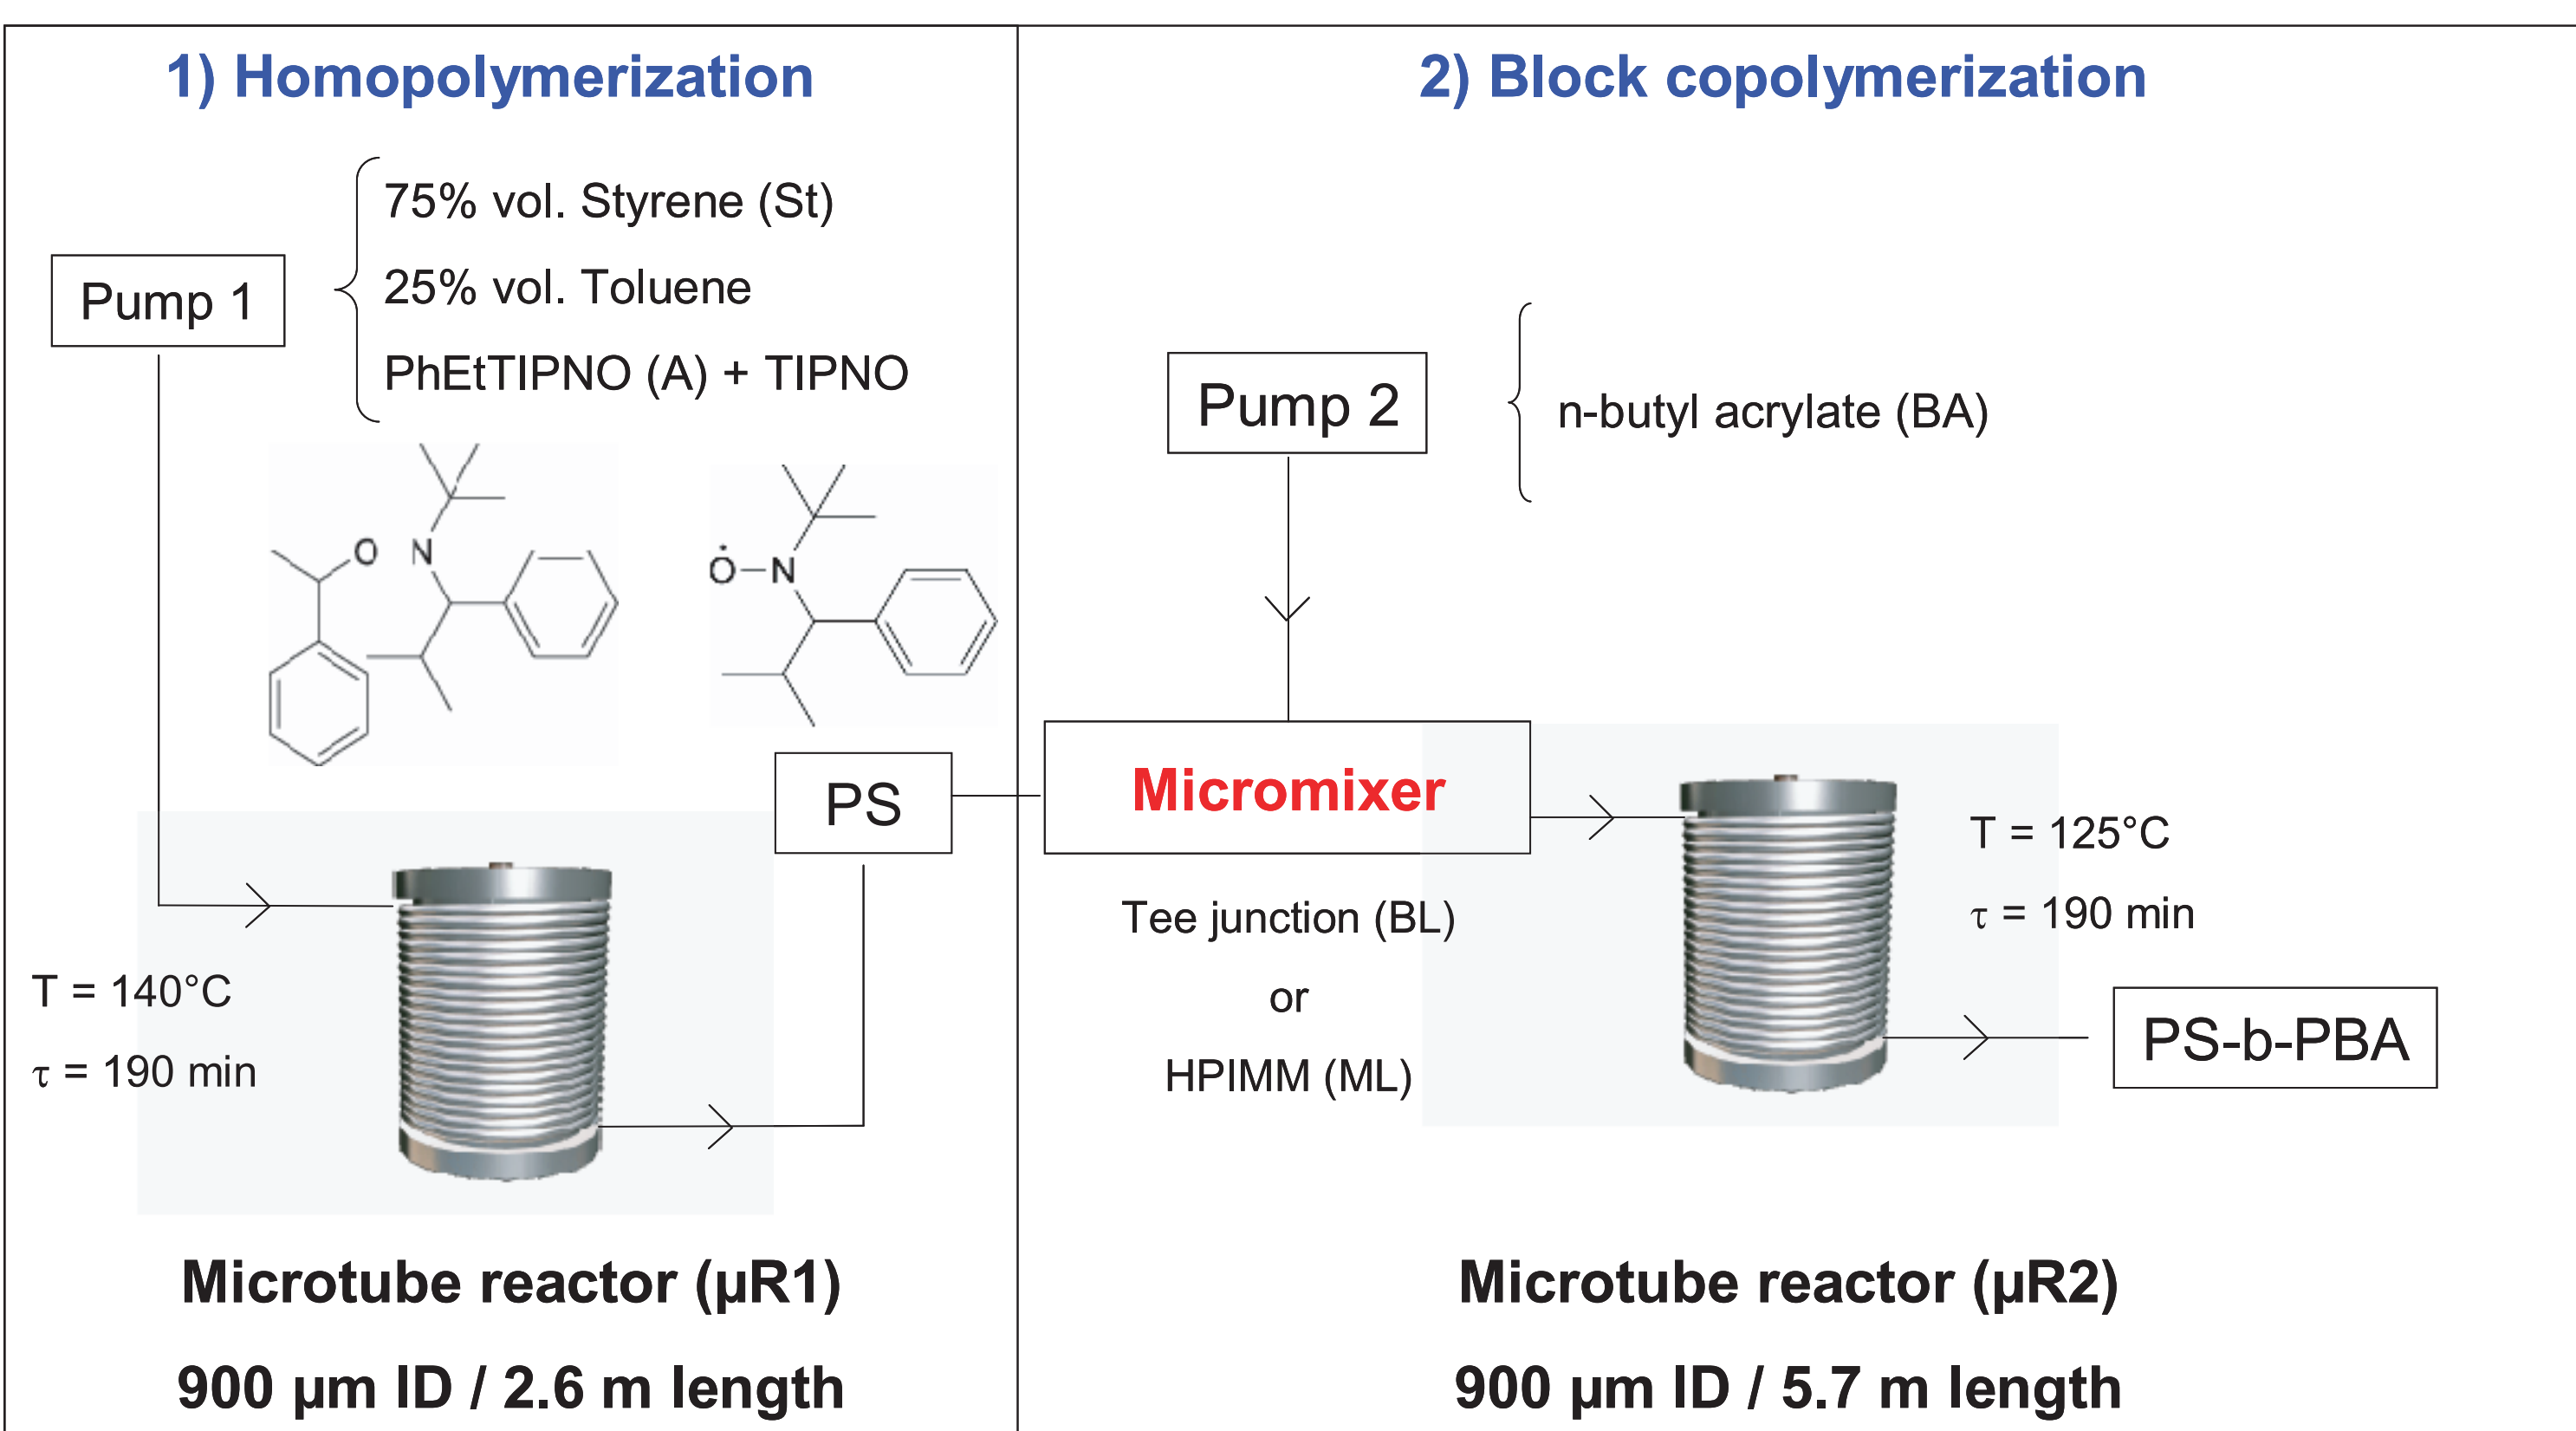 1) Homopolymerization
Pump 1
75% vol. Styrene (St)
25% vol. Toluene
PhEtTIPNO (A) + TIPNO
O N
O–N
PS
T = 140°C
τ = 190 min
Microtube reactor (µR1)
900 µm ID / 2.6 m length
2) Block copolymerization
Pump 2
n-butyl acrylate (BA)
Micromixer
Tee junction (BL)
or
HPIMM (ML)
T = 125°C
τ = 190 min
PS-b-PBA
Microtube reactor (µR2)
900 µm ID / 5.7 m length